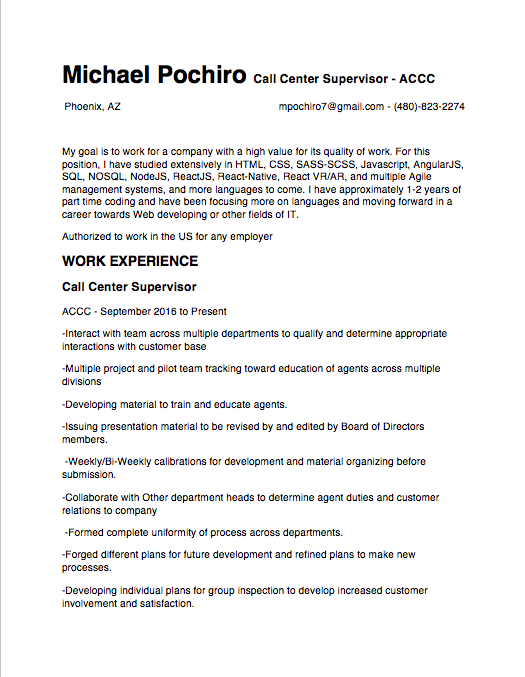 Michael Pochiro Call Center Supervisor - ACCC
Phoenix, AZ mpochiro7@gmail.com - (480)-823-2274
My goal is to work for a company with a high value for its quality of work. For this
position, I have studied extensively in HTML, CSS, SASS-SCSS, Javascript, AngularJS,
SQL, NOSQL, NodeJS, ReactJS, React-Native, React VR/AR, and multiple Agile
management systems, and more languages to come. I have approximately 1-2 years of
part time coding and have been focusing more on languages and moving forward in a
career towards Web developing or other fields of IT.
Authorized to work in the US for any employer
WORK EXPERIENCE
Call Center Supervisor
ACCC - September 2016 to Present
-Interact with team across multiple departments to qualify and determine appropriate
interactions with customer base
-Multiple project and pilot team tracking toward education of agents across multiple
divisions
-Developing material to train and educate agents.
-Issuing presentation material to be revised by and edited by Board of Directors
members.
-Weekly/Bi-Weekly calibrations for development and material organizing before
submission.
-Collaborate with Other department heads to determine agent duties and customer
relations to company
-Formed complete uniformity of process across departments.
-Forged different plans for future development and refined plans to make new
processes.
-Developing individual plans for group inspection to develop increased customer
involvement and satisfaction.